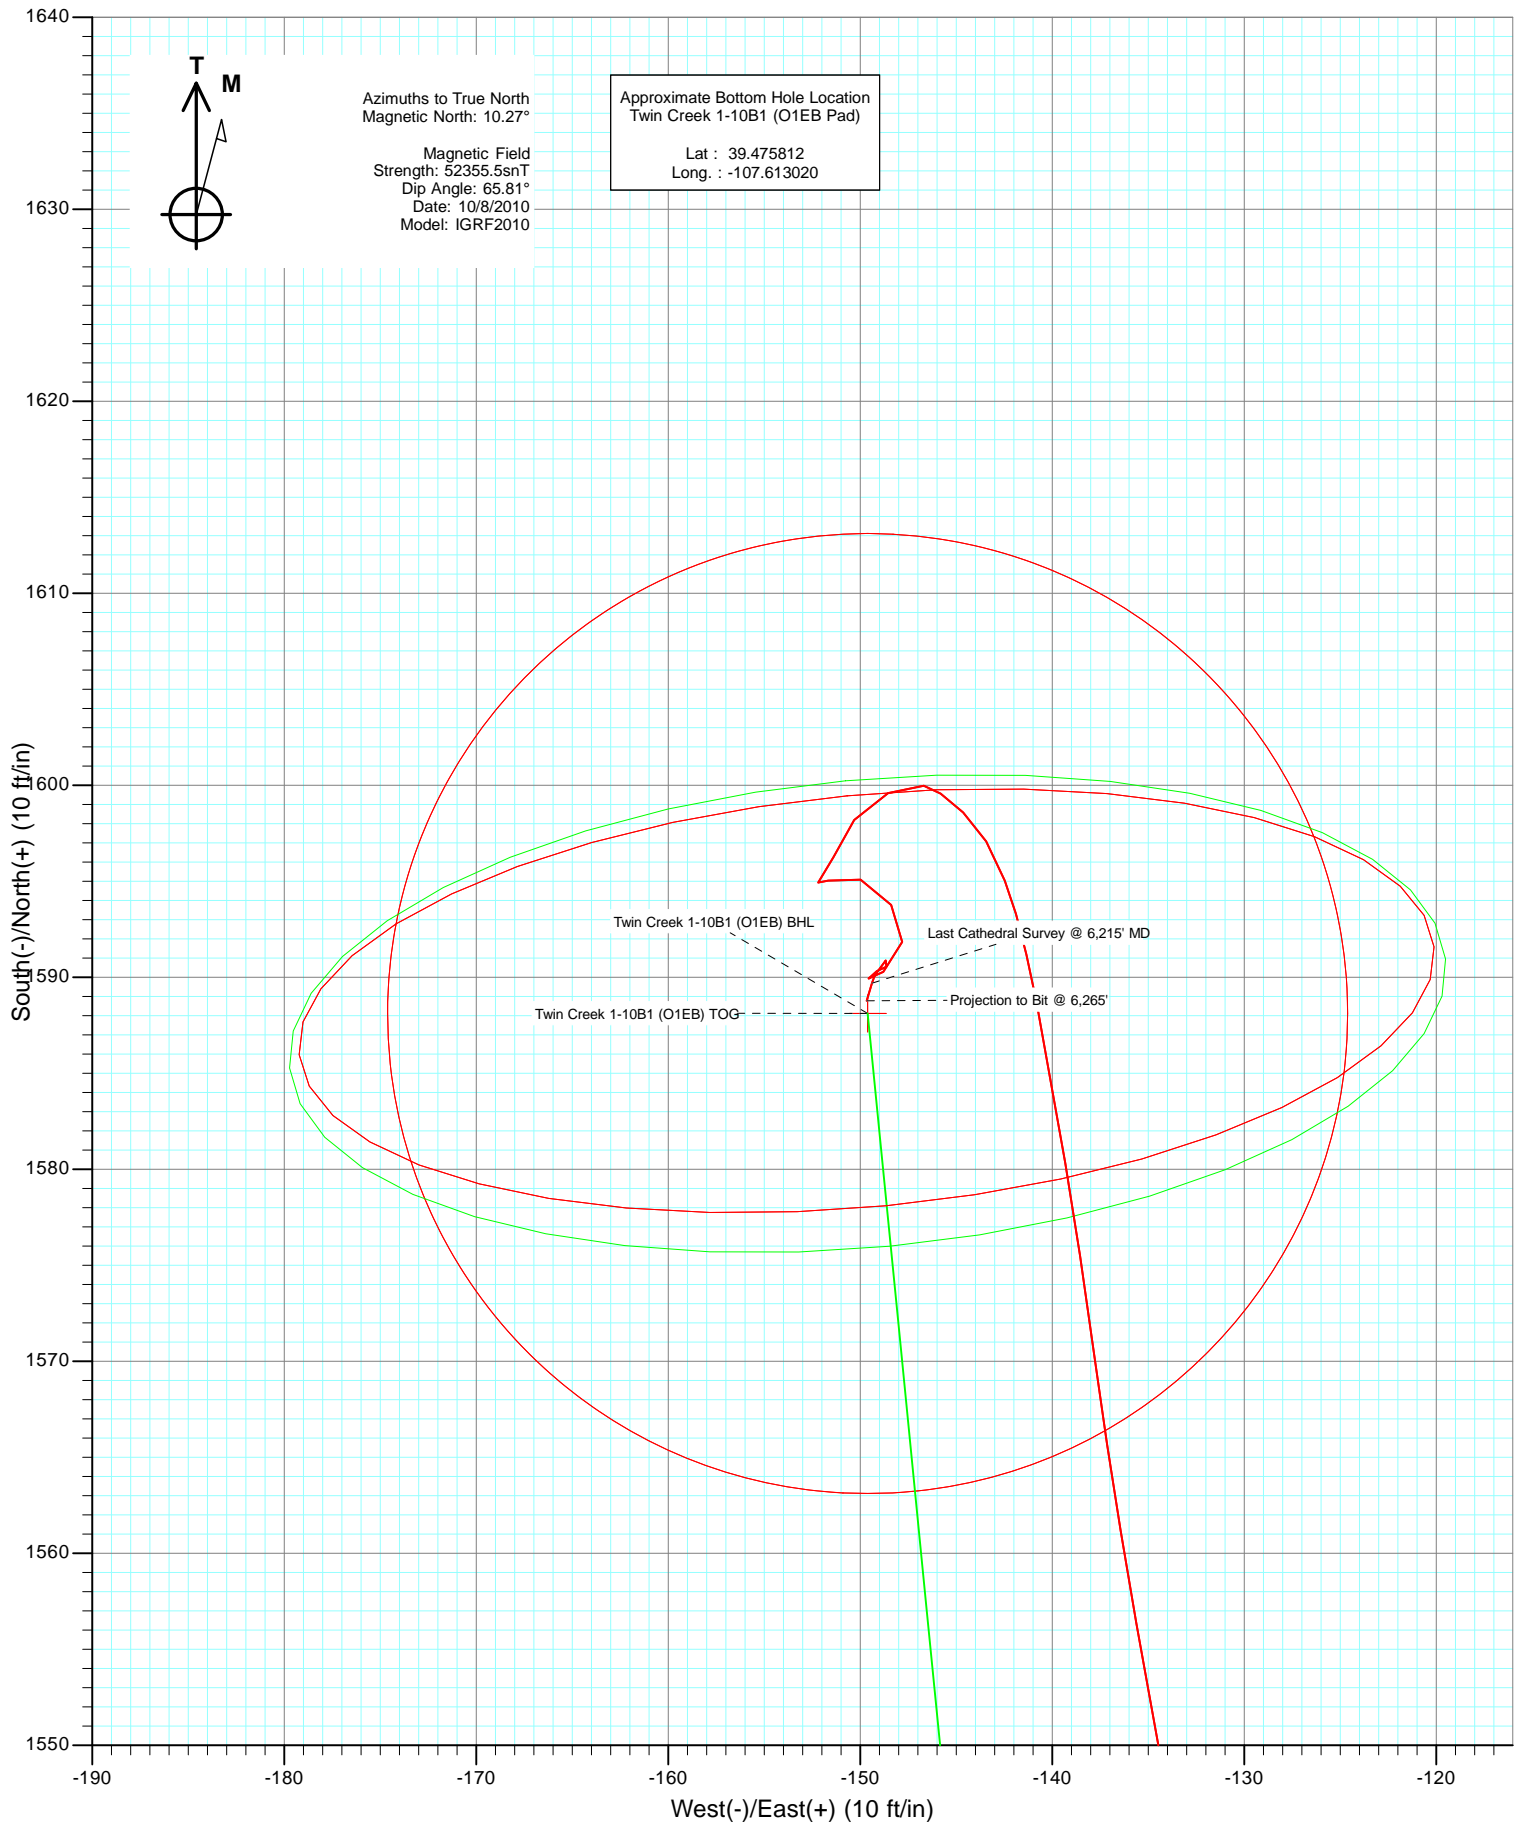 1640
T
M
Azimuths to True North
Magnetic North: 10.27°
Magnetic Field
Strength: 52355.5snT
Dip Angle: 65.81°
Date: 10/8/2010
Model: IGRF2010
Approximate Bottom Hole Location
Twin Creek 1-10B1 (O1EB Pad)
Lat : 39.475812
Long. : -107.613020
1630
1620
1610
1600
1590
1580
1570
1560
1550
South(-)/North(+) (10 ft/in)
Twin Creek 1-10B1 (O1EB) BHL
Last Cathedral Survey @ 6,215' MD
Projection to Bit @ 6,265'
Twin Creek 1-10B1 (O1EB) TOG
-190 -180 -170 -160 -150 -140 -130 -120
West(-)/East(+) (10 ft/in)